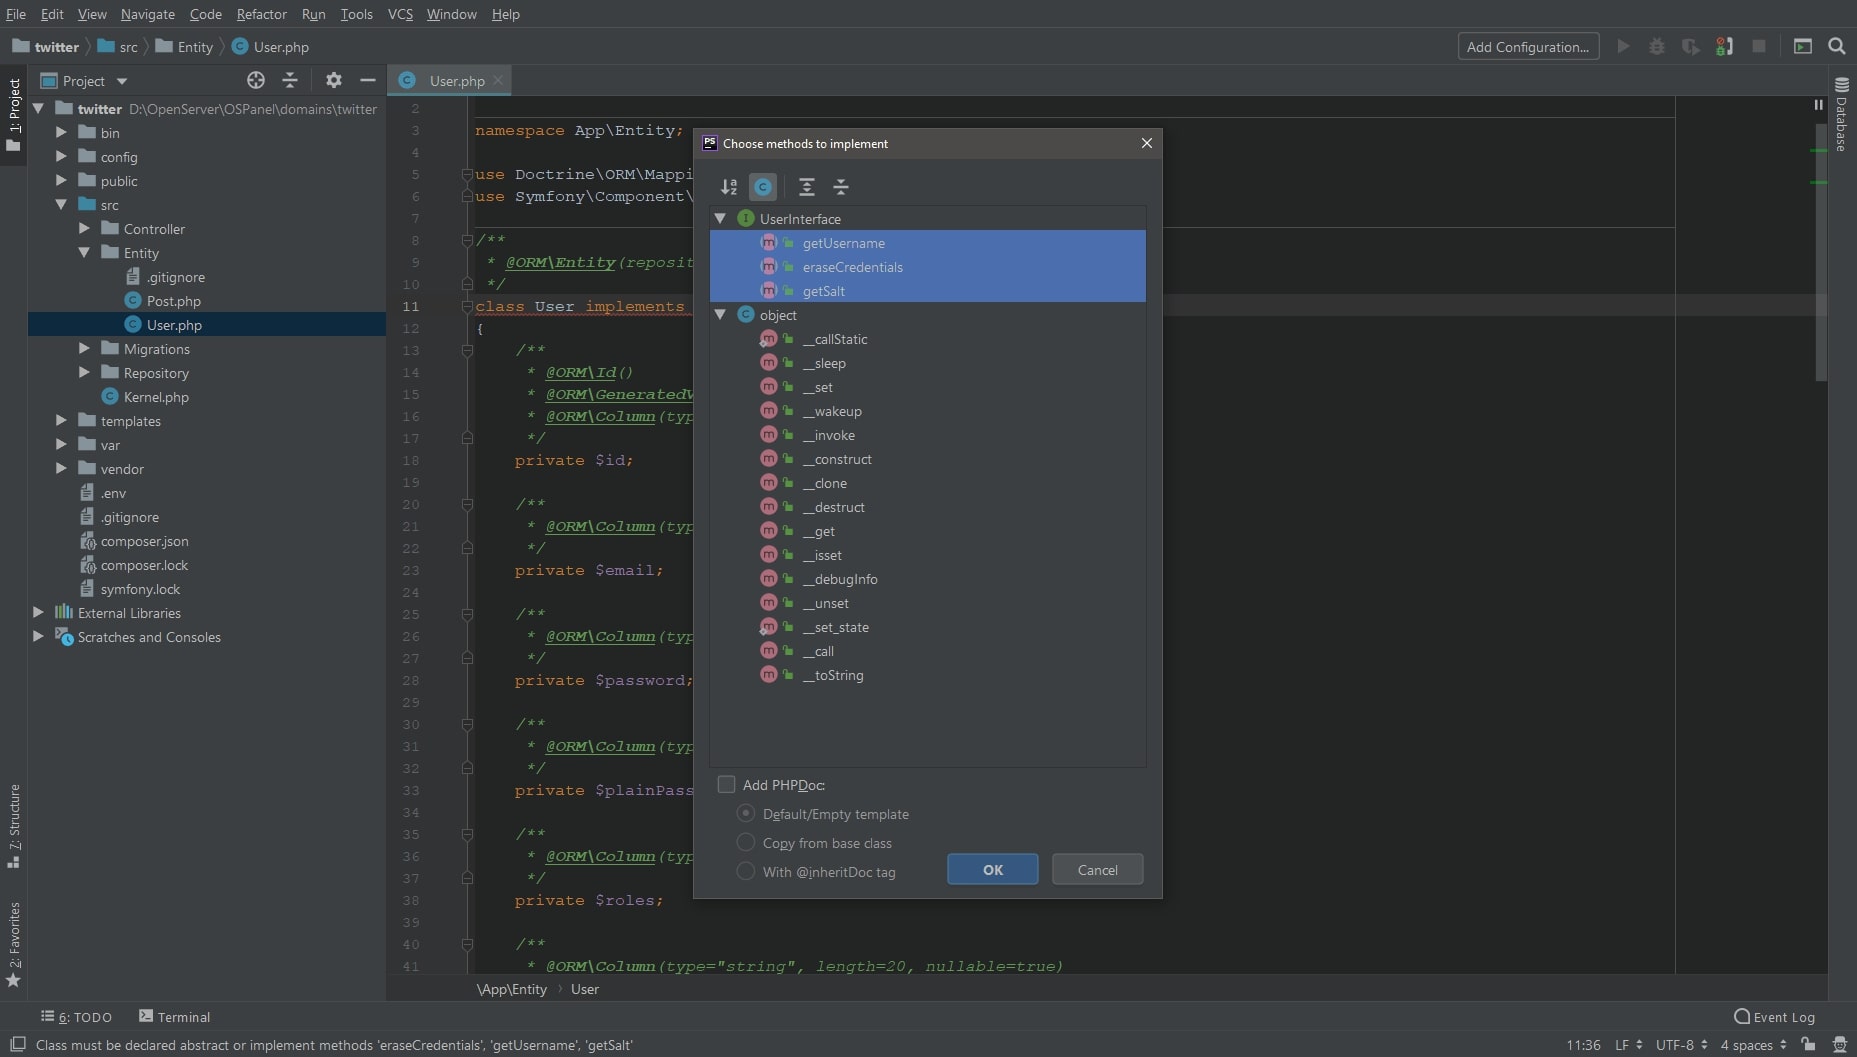 File Edit View Navigate Code Refactor Run Tools VCS Window Help
twitter src Entity User.php Add Configuration...
1: Project
7: Structure
2: Favorites
Project
twitter D:\OpenServer\OSPanel\domains\twitter
bin
config
public
src
Controller
Entity
.gitignore
Post.php
User.php
Migrations
Repository
Kernel.php
templates
var
vendor
.env
.gitignore
composer.json
composer.lock
symfony.lock
External Libraries
Scratches and Consoles
User.php
2
3 namespace App\Entity;
4
5 use Doctrine\ORM\Mappi
6 use Symfony\Component\
7
8 /**
9 * @ORM\Entity(reposit
10 */
11 class User implements
12 {
13 /**
14 * @ORM\Id()
15 * @ORM\GeneratedV
16 * @ORM\Column(typ
17 */
18 private $id;
19
20 /**
21 * @ORM\Column(typ
22 */
23 private $email;
24
25 /**
26 * @ORM\Column(typ
27 */
28 private $password;
29
30 /**
31 * @ORM\Column(typ
32 */
33 private $plainPass
34
35 /**
36 * @ORM\Column(typ
37 */
38 private $roles;
39
40 /**
41 * @ORM\Column(type="string", length=20, nullable=true)
\App\Entity User
PS Choose methods to implement
UserInterface
getUsername
eraseCredentials
getSalt
object
__callStatic
__sleep
__set
__wakeup
__invoke
__construct
__clone
__destruct
__get
__isset
__debugInfo
__unset
__set_state
__call
__toString
Add PHPDoc:
Default/Empty template
Copy from base class
With @inheritDoc tag
OK Cancel
Database
6: TODO Terminal Event Log
Class must be declared abstract or implement methods 'eraseCredentials', 'getUsername', 'getSalt' 11:36 LF UTF-8 4 spaces